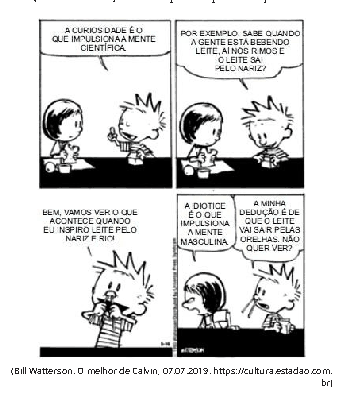 A CURIOSIDADE É O
QUE IMPULSIONA A MENTE
CIENTÍFICA.
POR EXEMPLO, SABE QUANDO
A GENTE ESTÁ BEBENDO
LEITE, AÍ NÓS RIMOS E
O LEITE SAI
PELO NARIZ?
BEM, VAMOS VER O QUE
ACONTECE QUANDO
EU INSPIRO LEITE PELO
NARIZ E RIO!
A IDIOTICE
É O QUE
IMPULSIONA
A MENTE
MASCULINA.
A MINHA
DEDUÇÃO É DE
QUE O LEITE
VAI SAIR PELAS
ORELHAS. NÃO
QUER VER?
(Bill Watterson. O melhor de Calvin, 07.07.2019. https://cultura.estadao.com.
br)